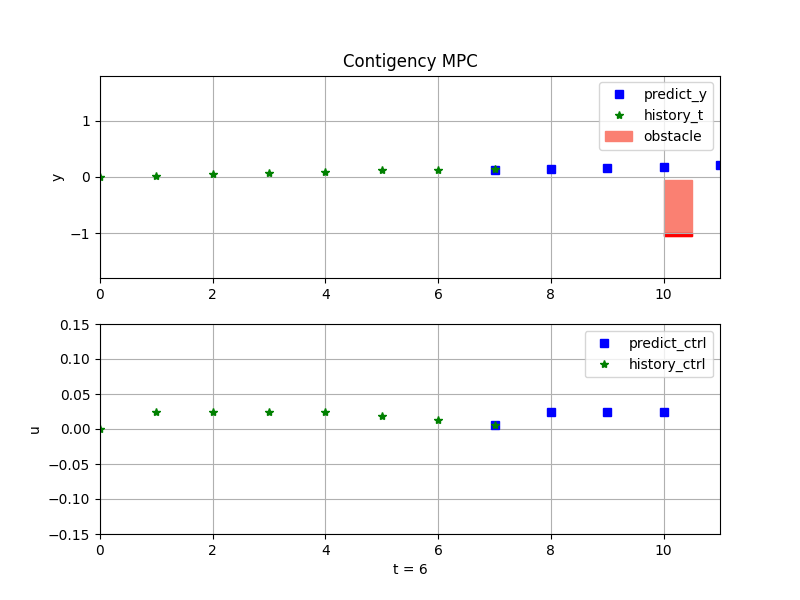 Contigency MPC
predict_y
history_t
obstacle
y
1
0
−1
0 2 4 6 8 10
predict_ctrl
history_ctrl
u
0.15
0.10
0.05
0.00
−0.05
−0.10
−0.15
0 2 4 6 8 10
t = 6